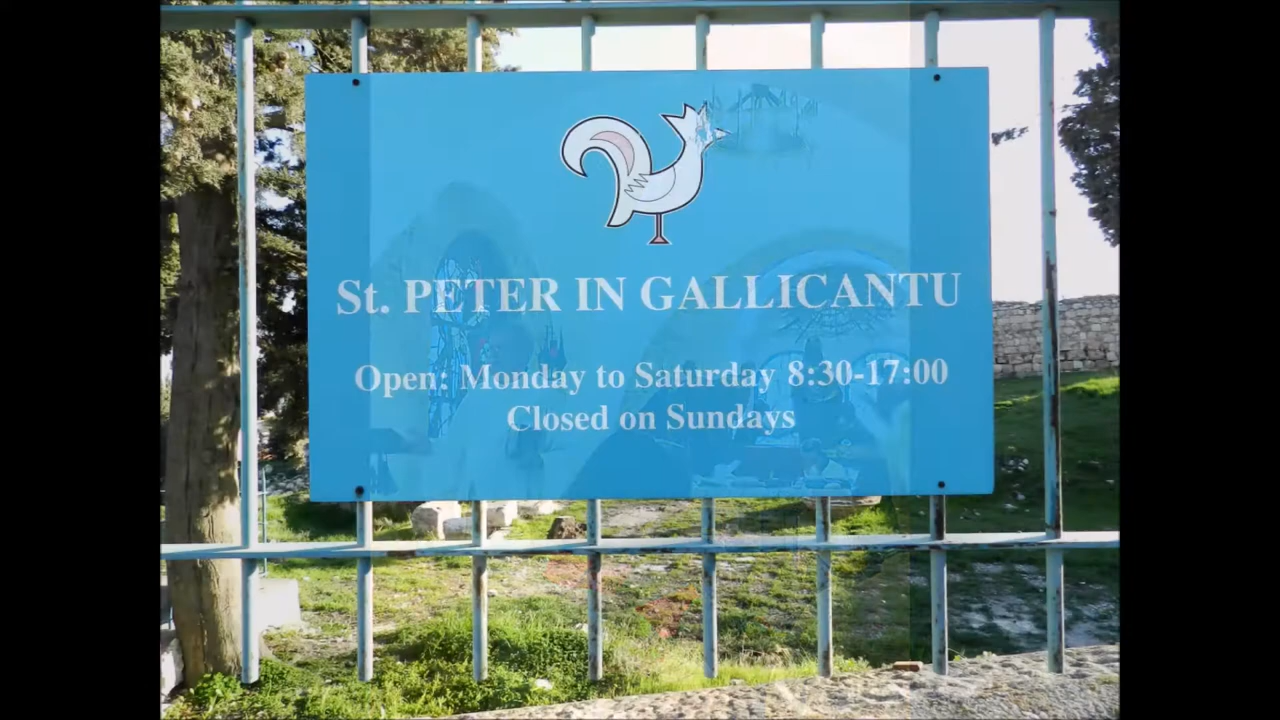 St. PETER IN GALLICANTU
Open: Monday to Saturday 8:30-17:00
Closed on Sundays